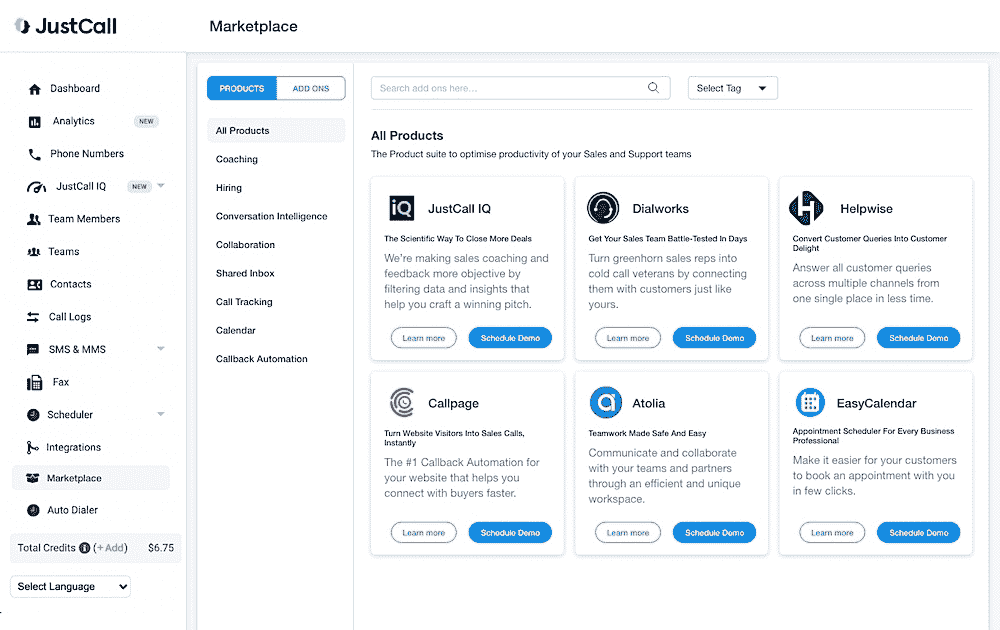 JustCall
Marketplace
Dashboard
Analytics NEW
Phone Numbers
JustCall IQ NEW
Team Members
Teams
Contacts
Call Logs
SMS & MMS
Fax
Scheduler
Integrations
Marketplace
Auto Dialer
Total Credits i (+ Add) $6.75
Select Language
PRODUCTS ADD ONS
All Products
Coaching
Hiring
Conversation Intelligence
Collaboration
Shared Inbox
Call Tracking
Calendar
Callback Automation
Search add ons here...
Select Tag
All Products
The Product suite to optimise productivity of your Sales and Support teams
iQ
JustCall IQ
The Scientific Way To Close More Deals
We're making sales coaching and
feedback more objective by
filtering data and insights that
help you craft a winning pitch.
Learn more Schedule Demo
Dialworks
Get Your Sales Team Battle-Tested In Days
Turn greenhorn sales reps into
cold call veterans by connecting
them with customers just like
yours.
Learn more Schedule Demo
H
Helpwise
Convert Customer Queries Into Customer
Delight
Answer all customer queries
across multiple channels from
one single place in less time.
Learn more Schedule Demo
Callpage
Turn Website Visitors Into Sales Calls,
Instantly
The #1 Callback Automation for
your website that helps you
connect with buyers faster.
Learn more Schedule Demo
a
Atolia
Teamwork Made Safe And Easy
Communicate and collaborate
with your teams and partners
through an efficient and unique
workspace.
Learn more Schedule Demo
EasyCalendar
Appointment Scheduler For Every Business
Professional
Make it easier for your customers
to book an appointment with you
in few clicks.
Learn more Schedule Demo